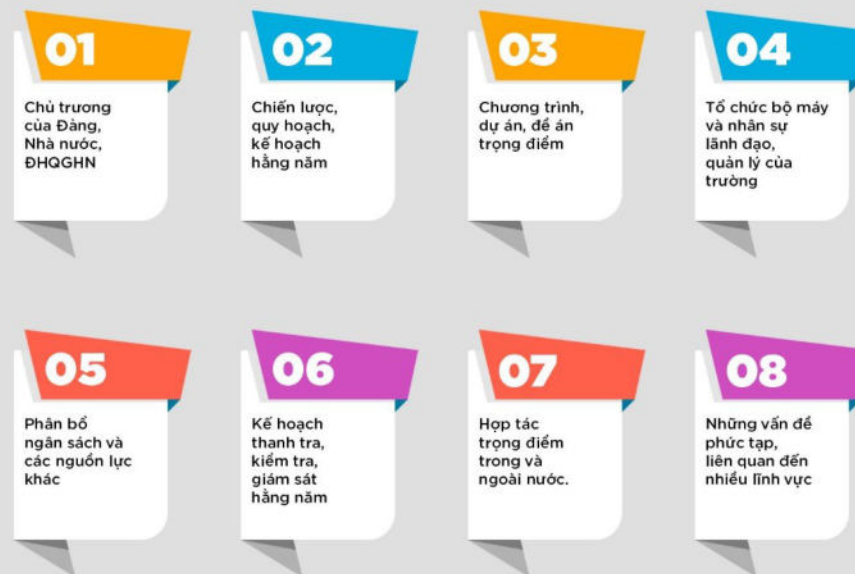 01
Chủ trương
của Đảng,
Nhà nước,
ĐHQGHN
02
Chiến lược,
quy hoạch,
kế hoạch
hằng năm
03
Chương trình,
dự án, đề án
trọng điểm
04
Tổ chức bộ máy
và nhân sự
lãnh đạo,
quản lý của
trường
05
Phân bổ
ngân sách và
các nguồn lực
khác
06
Kế hoạch
thanh tra,
kiểm tra,
giám sát
hằng năm
07
Hợp tác
trọng điểm
trong và
ngoài nước.
08
Những vấn đề
phức tạp,
liên quan đến
nhiều lĩnh vực